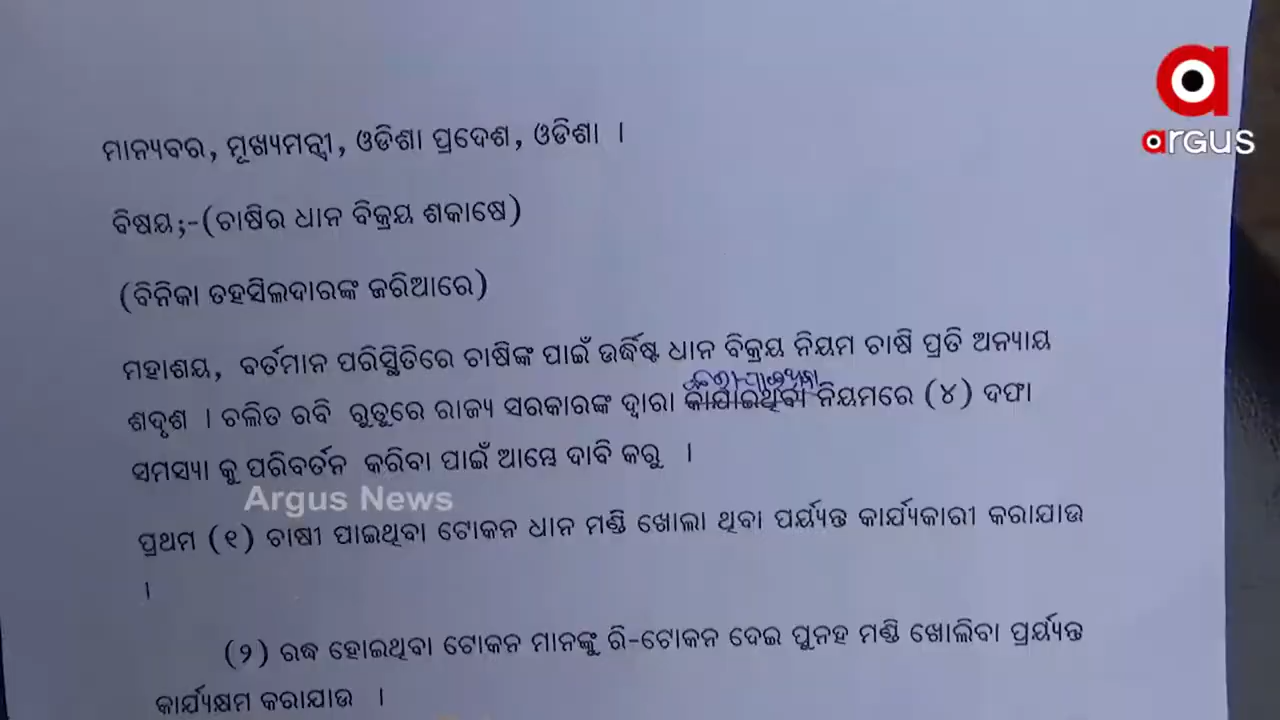 argus
ମାନ୍ୟବର, ମୂଖ୍ୟମନ୍ତ୍ରୀ, ଓଡିଶା ପ୍ରଦେଶ, ଓଡିଶା ।
ବିଷୟ;-(ଚାଷିର ଧାନ ବିକ୍ରୟ ଶକାଷେ)
(ବିନିକା ତହସିଲଦାରଙ୍କ ଜରିଆରେ)
ମହାଶୟ, ବର୍ତମାନ ପରିସ୍ଥିତିରେ ଚାଷିଙ୍କ ପାଇଁ ଉର୍ଦ୍ଧିଷ୍ଟ ଧାନ ବିକ୍ରୟ ନିୟମ ଚାଷି ପ୍ରତି ଅନ୍ୟାୟ
ଶଦୃଶ । ଚଳିତ ରବି ରୁତୁରେ ରାଜ୍ୟ ସରକାରଙ୍କ ଦ୍ୱାରା ନିୟମରେ (୪) ଦଫା
ସମସ୍ୟା କୁ ପରିବର୍ତନ କରିବା ପାଇଁ ଆମ୍ଭେ ଦାବି କରୁ ।
Argus News
ପ୍ରଥମ (୧) ଚାଷୀ ପାଇଥିବା ଟୋକନ ଧାନ ମଣ୍ଡି ଖୋଲା ଥିବା ପର୍ୟ୍ୟନ୍ତ କାର୍ଯ୍ୟକାରୀ କରାଯାଉ
।
(୨) ରଦ୍ଧ ହୋଇଥିବା ଟୋକନ ମାନଙ୍କୁ ରି-ଟୋକନ ଦେଇ ପୁନହ ମଣ୍ଡି ଖୋଲିବା ପ୍ରର୍ୟ୍ୟନ୍ତ
କାର୍ଯ୍ୟକ୍ଷମ କରାଯାଉ ।